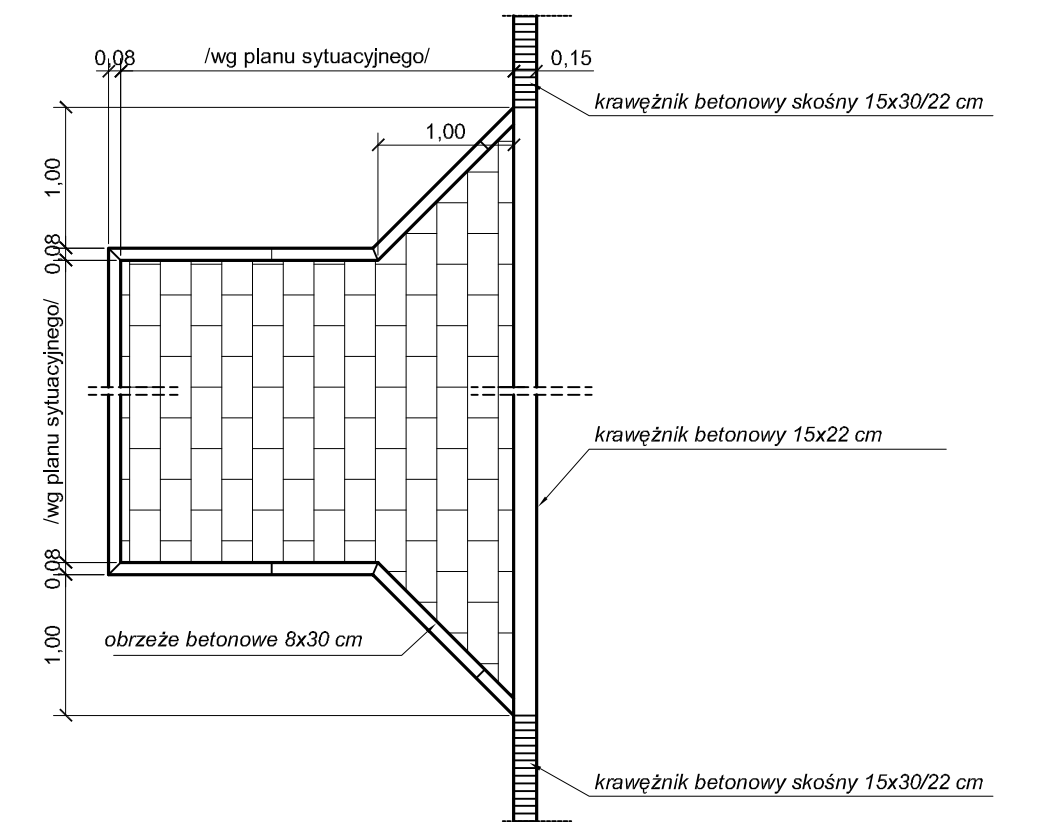 0,08
/wg planu sytuacyjnego/
0,15
krawężnik betonowy skośny 15x30/22 cm
1,00
1,00
0,08
/wg planu sytuacyjnego/
krawężnik betonowy 15x22 cm
0,08
obrzeże betonowe 8x30 cm
1,00
krawężnik betonowy skośny 15x30/22 cm